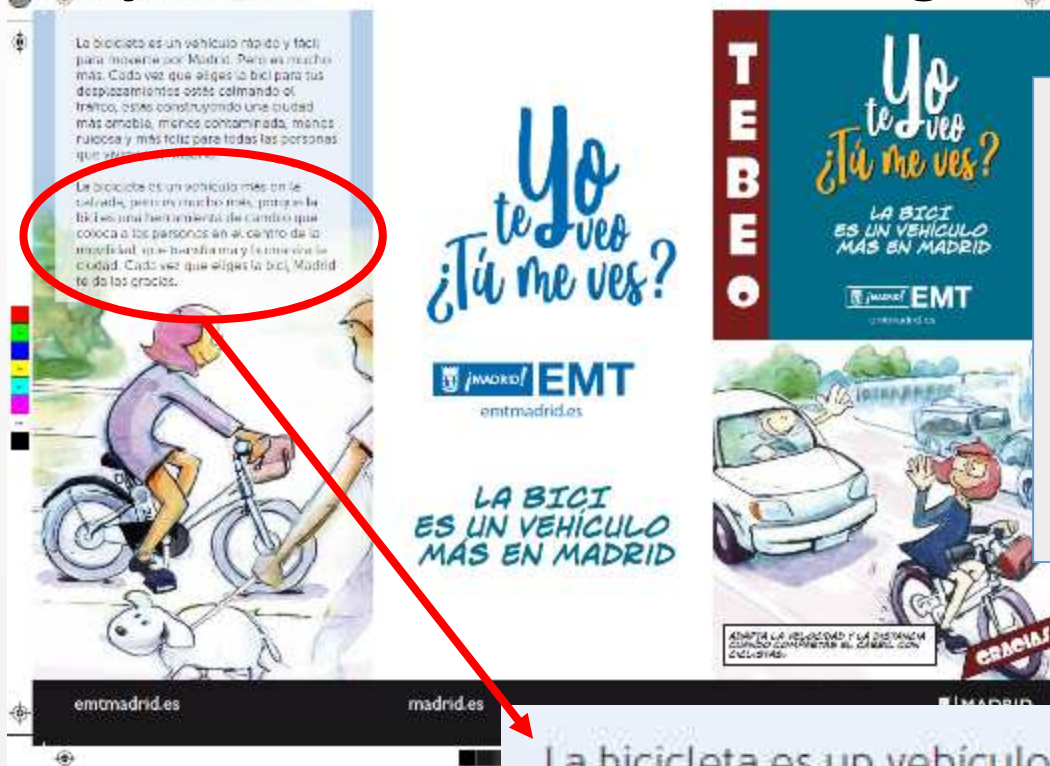 La bicicleta es un vehículo rápido y fácil
para moverte por Madrid. Pero es mucho
más. Cada vez que eliges la bici para tus
desplazamientos estás calmando el
tráfico, estás construyendo una ciudad
más amable, menos contaminada, menos
ruidosa y más feliz para todas las personas
que
La bicicleta es un vehículo más en la
calzada, pero es mucho más, porque la
bici es una herramienta de cambio que
coloca a las personas en el centro de la
movilidad, que transforma y humaniza la
ciudad. Cada vez que eliges la bici, Madrid
te da las gracias.
Yo
te veo
¿Tú me ves?
¡MADRID! EMT
emtmadrid.es
LA BICI
ES UN VEHÍCULO
MÁS EN MADRID
TEBEO
Yo
te veo
¿Tú me ves?
LA BICI
ES UN VEHÍCULO
MÁS EN MADRID
¡MADRID! EMT
emtmadrid.es
ADAPTA LA VELOCIDAD Y LA DISTANCIA
CUANDO COMPARTAS EL CARRIL CON
CICLISTAS.
GRACIAS
emtmadrid.es
madrid.es
MADRID
La bicicleta es un vehículo